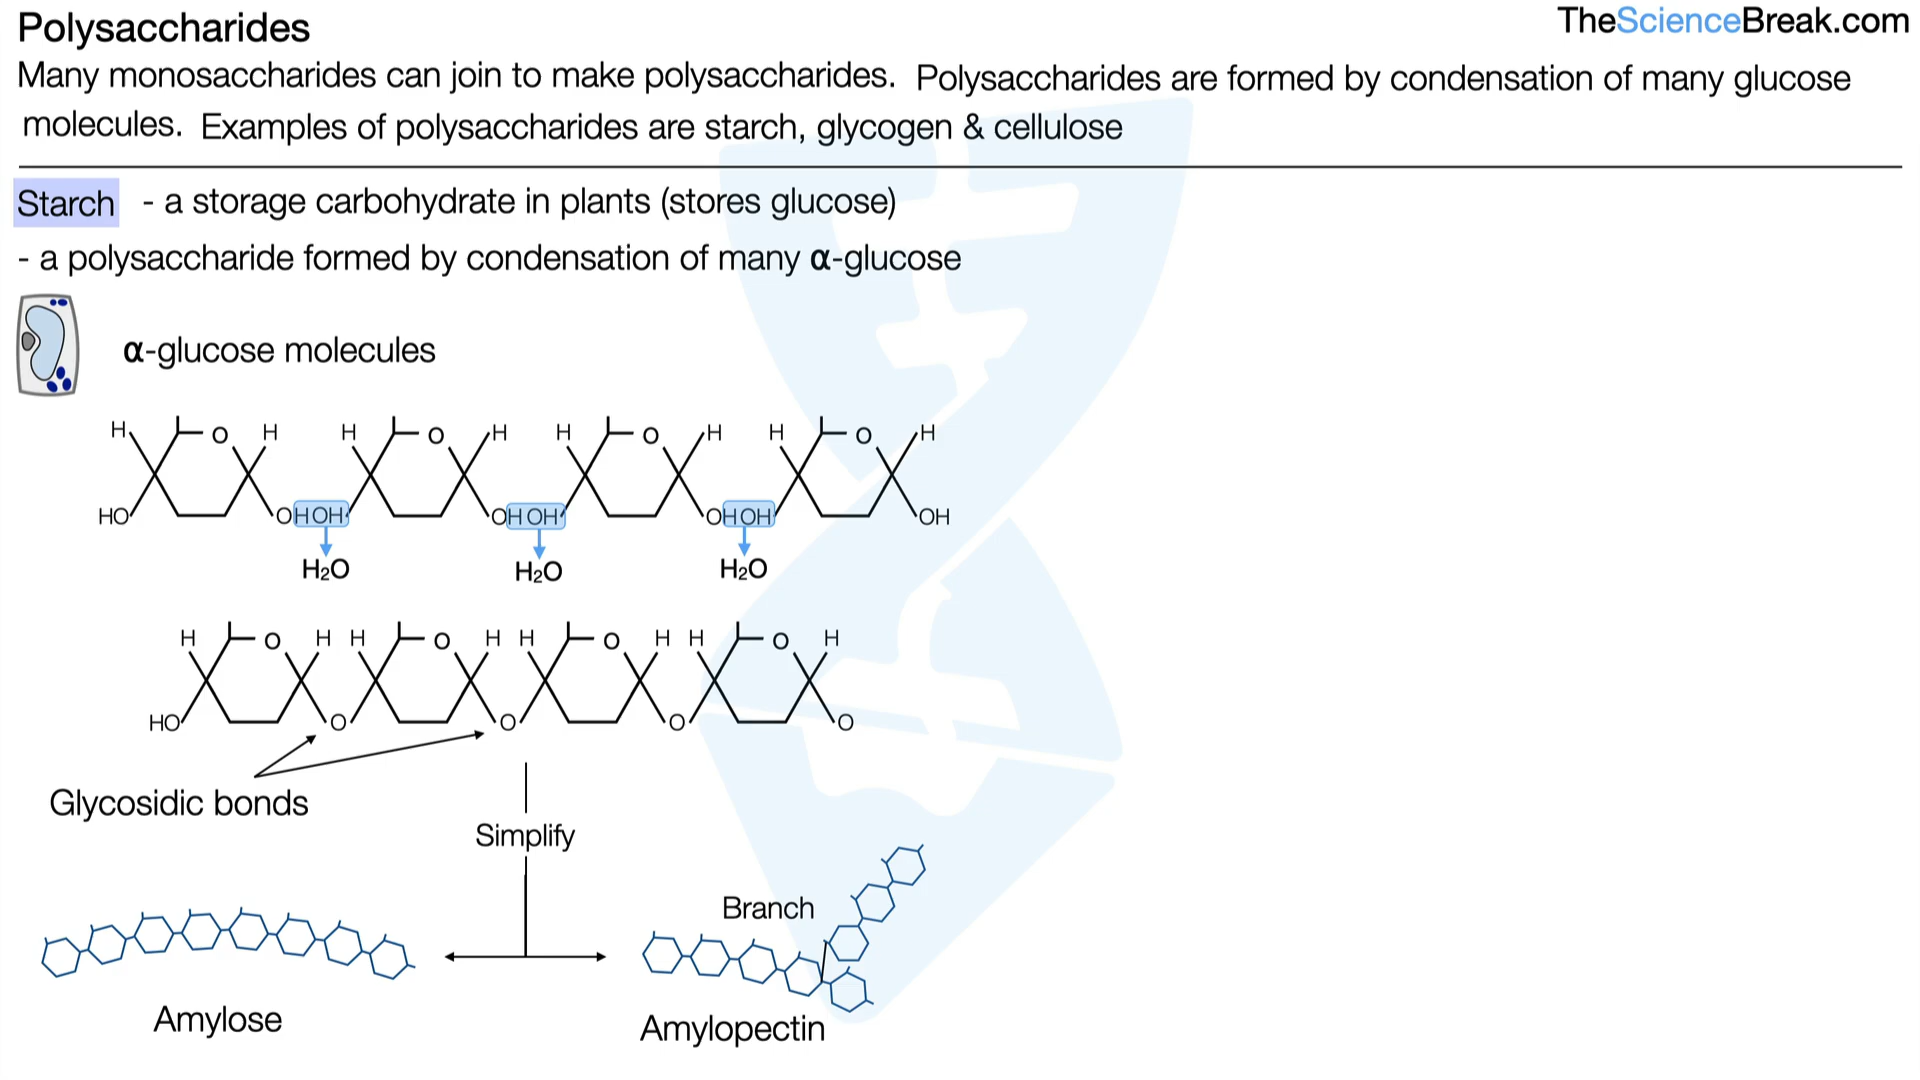 Polysaccharides
TheScienceBreak.com
Many monosaccharides can join to make polysaccharides. Polysaccharides are formed by condensation of many glucose
molecules. Examples of polysaccharides are starch, glycogen & cellulose
Starch - a storage carbohydrate in plants (stores glucose)
- a polysaccharide formed by condensation of many α-glucose
α-glucose molecules
H O H H O H H O H H O H
HO OH OH OH OH OH OH OH
H₂O H₂O H₂O
H O H H O H H O H H O H
HO O O O O
Glycosidic bonds
Simplify
Branch
Amylose
Amylopectin